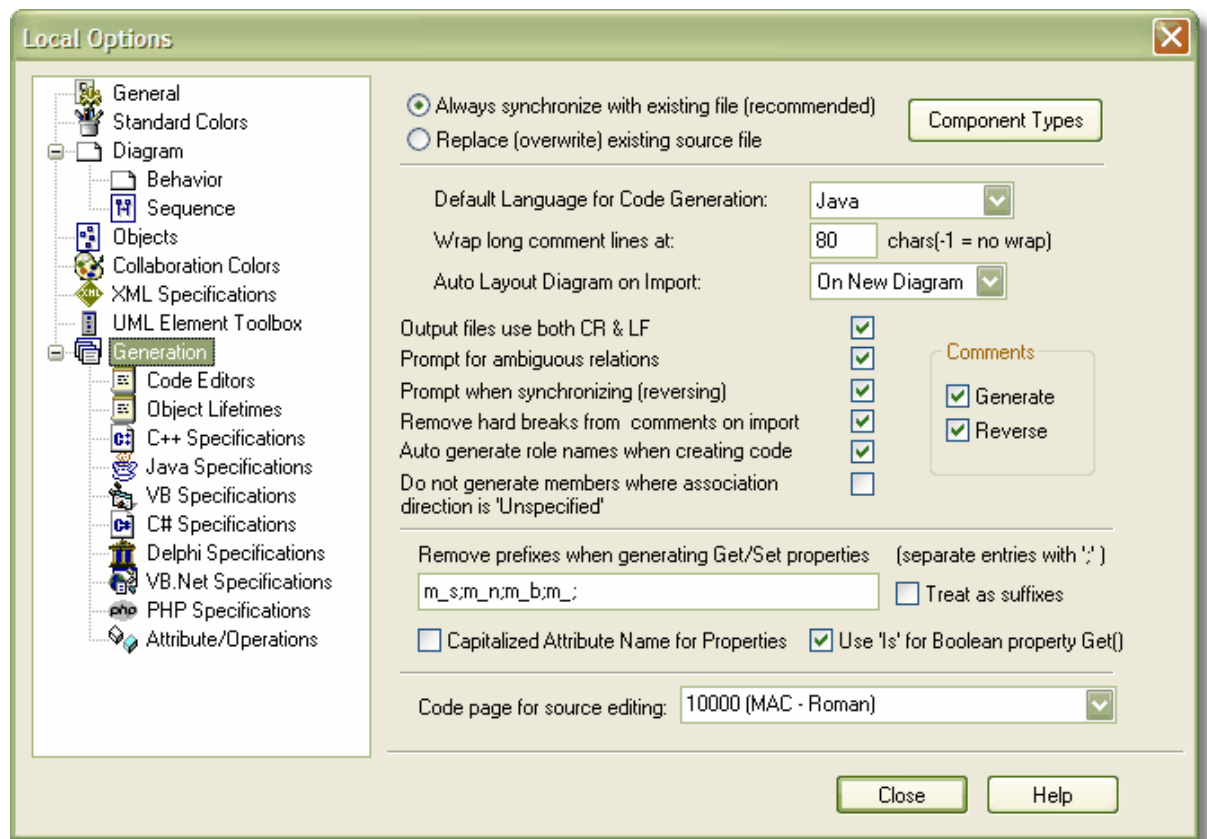 Local Options
General
Standard Colors
Diagram
Behavior
Sequence
Objects
Collaboration Colors
XML Specifications
UML Element Toolbox
Generation
Code Editors
Object Lifetimes
C++ Specifications
Java Specifications
VB Specifications
C# Specifications
Delphi Specifications
VB.Net Specifications
PHP Specifications
Attribute/Operations
Always synchronize with existing file (recommended)
Replace (overwrite) existing source file
Component Types
Default Language for Code Generation: Java
Wrap long comment lines at: 80 chars(-1 = no wrap)
Auto Layout Diagram on Import: On New Diagram
Output files use both CR & LF
Prompt for ambiguous relations
Prompt when synchronizing (reversing)
Remove hard breaks from comments on import
Auto generate role names when creating code
Do not generate members where association
direction is 'Unspecified'
Comments
Generate
Reverse
Remove prefixes when generating Get/Set properties (separate entries with ';' )
m_s;m_n;m_b;m_;
Treat as suffixes
Capitalized Attribute Name for Properties Use 'Is' for Boolean property Get()
Code page for source editing: 10000 (MAC - Roman)
Close Help